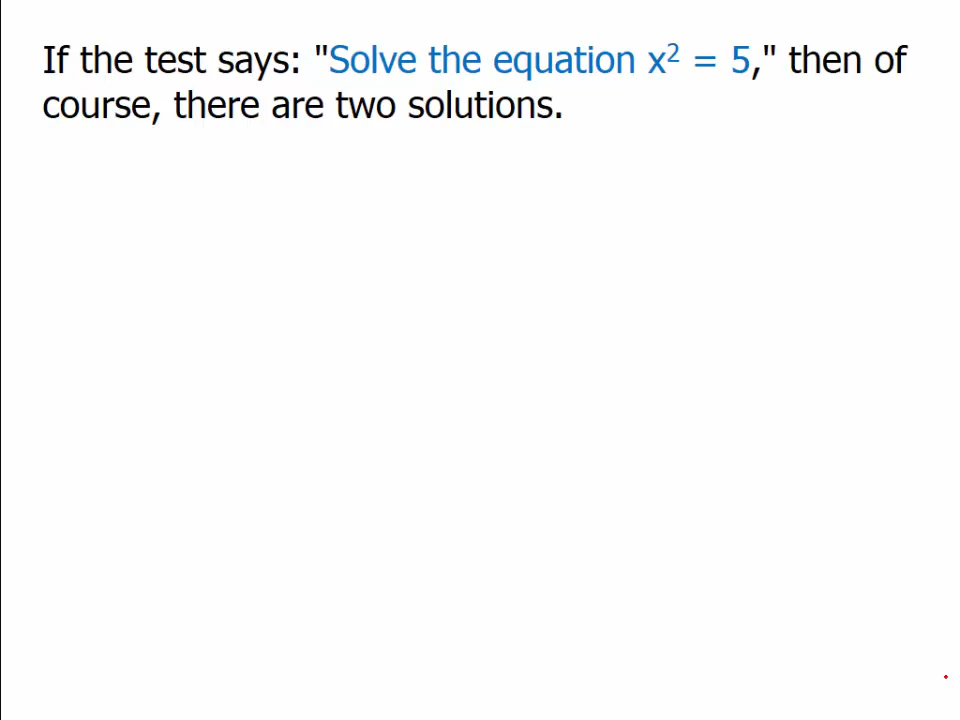 If the test says: "Solve the equation x² = 5," then of
course, there are two solutions.